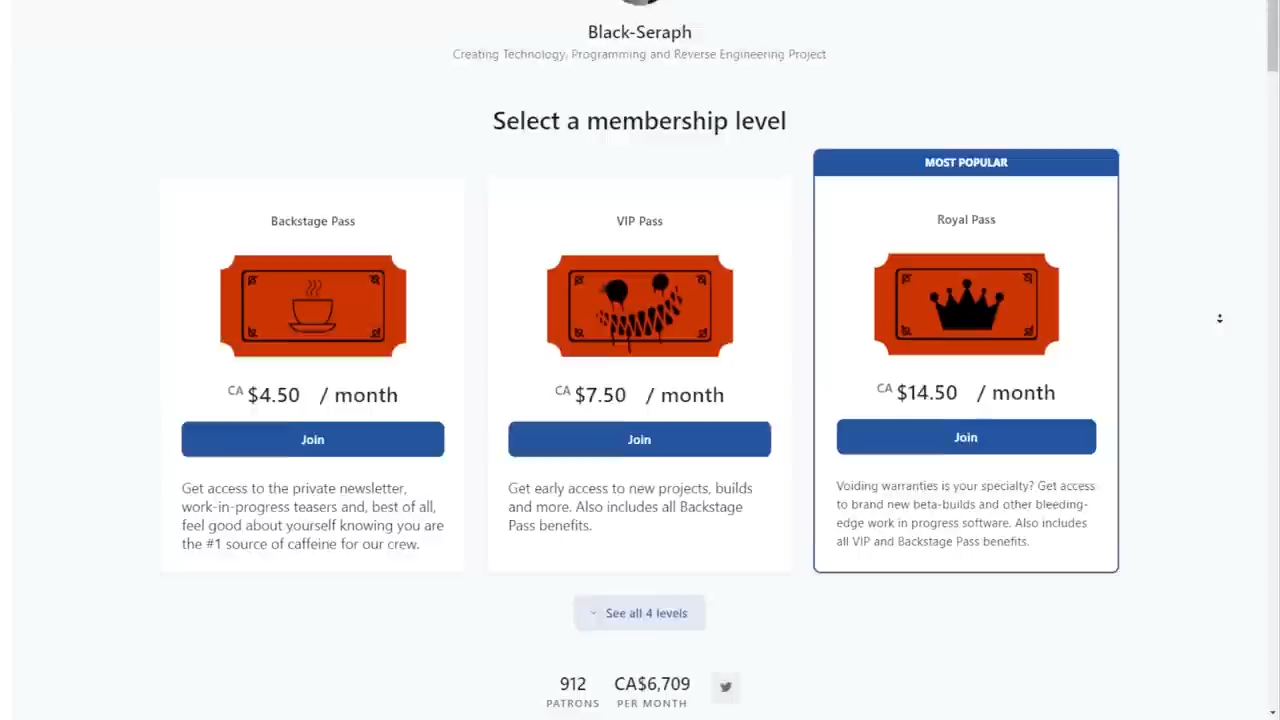 Black-Seraph
Creating Technology, Programming and Reverse Engineering Project
Select a membership level
MOST POPULAR
Backstage Pass
CA $4.50 / month
Join
Get access to the private newsletter,
work-in-progress teasers and, best of all,
feel good about yourself knowing you are
the #1 source of caffeine for our crew.
VIP Pass
CA $7.50 / month
Join
Get early access to new projects, builds
and more. Also includes all Backstage
Pass benefits.
Royal Pass
CA $14.50 / month
Join
Voiding warranties is your specialty? Get access
to brand new beta-builds and other bleeding-
edge work in progress software. Also includes
all VIP and Backstage Pass benefits.
See all 4 levels
912
PATRONS
CA$6,709
PER MONTH